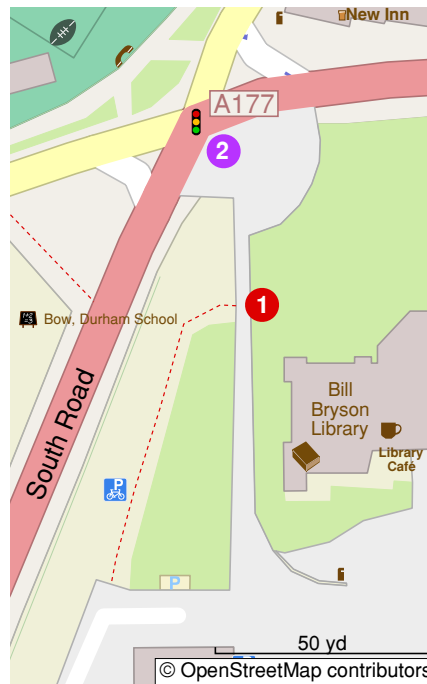 New Inn
A177
2
1
Bow, Durham School
Bill
Bryson
Library
Library
Café
South Road
P
P
50 yd
© OpenStreetMap contributors